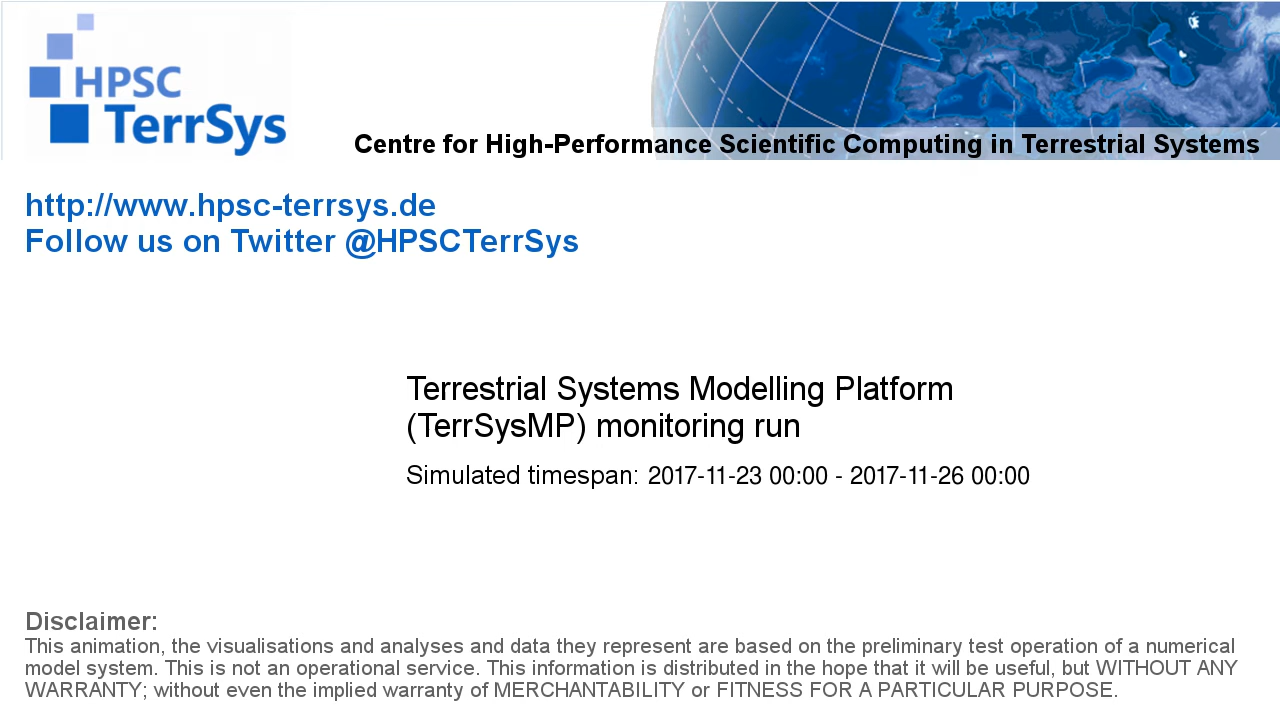 HPSC
TerrSys
Centre for High-Performance Scientific Computing in Terrestrial Systems
http://www.hpsc-terrsys.de
Follow us on Twitter @HPSCTerrSys
Terrestrial Systems Modelling Platform
(TerrSysMP) monitoring run
Simulated timespan: 2017-11-23 00:00 - 2017-11-26 00:00
Disclaimer:
This animation, the visualisations and analyses and data they represent are based on the preliminary test operation of a numerical
model system. This is not an operational service. This information is distributed in the hope that it will be useful, but WITHOUT ANY
WARRANTY; without even the implied warranty of MERCHANTABILITY or FITNESS FOR A PARTICULAR PURPOSE.